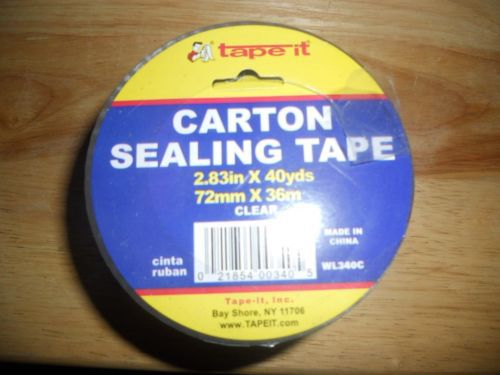 tape it
CARTON
SEALING TAPE
2.83in X 40yds
72mm X 36m
CLEAR
MADE IN
CHINA
cinta
ruban
WL340C
0 21854 00340 5
Tape-It, Inc.
Bay Shore, NY 11706
www.TAPEIT.com